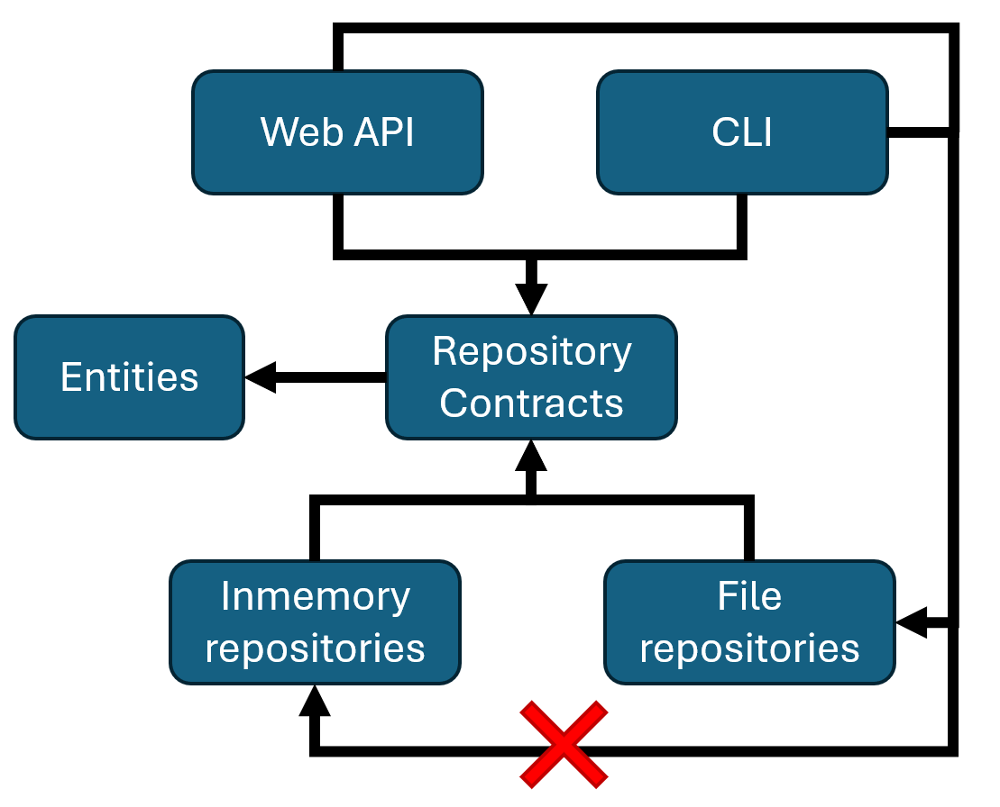 Web API
CLI
Entities
Repository
Contracts
Inmemory
repositories
File
repositories